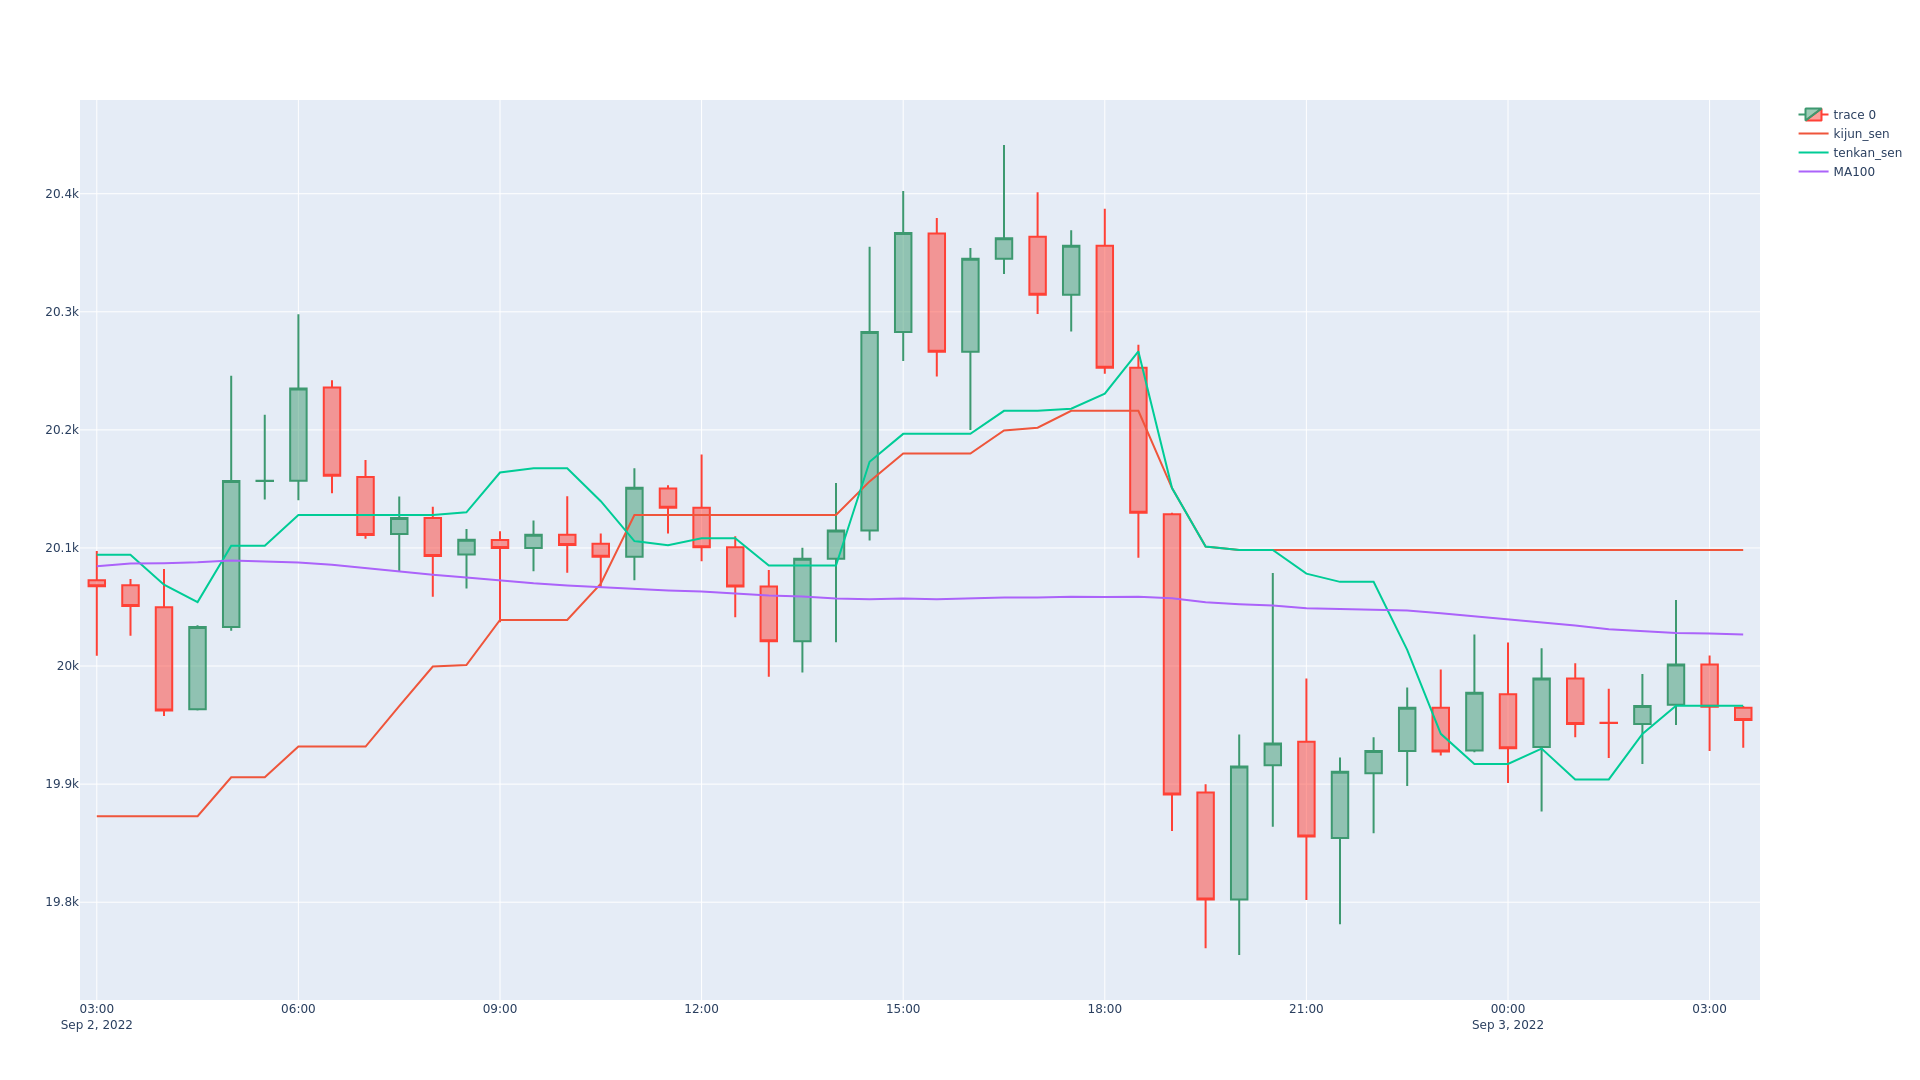 trace 0
kijun_sen
tenkan_sen
MA100
20.4k
20.3k
20.2k
20.1k
20k
19.9k
19.8k
03:00 06:00 09:00 12:00 15:00 18:00 21:00 00:00 03:00
Sep 2, 2022 Sep 3, 2022